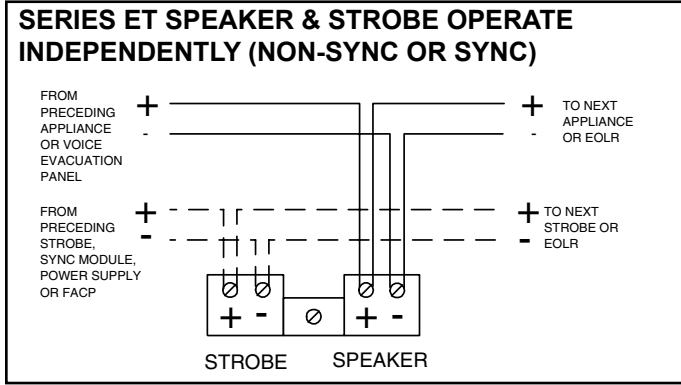 SERIES ET SPEAKER & STROBE OPERATE
INDEPENDENTLY (NON-SYNC OR SYNC)
FROM
PRECEDING
APPLIANCE
OR VOICE
EVACUATION
PANEL
+
-
+
-
TO NEXT
APPLIANCE
OR EOLR
FROM
PRECEDING
STROBE,
SYNC MODULE,
POWER SUPPLY
OR FACP
+
-
+
-
TO NEXT
STROBE OR
EOLR
+ -
+ -
STROBE
SPEAKER